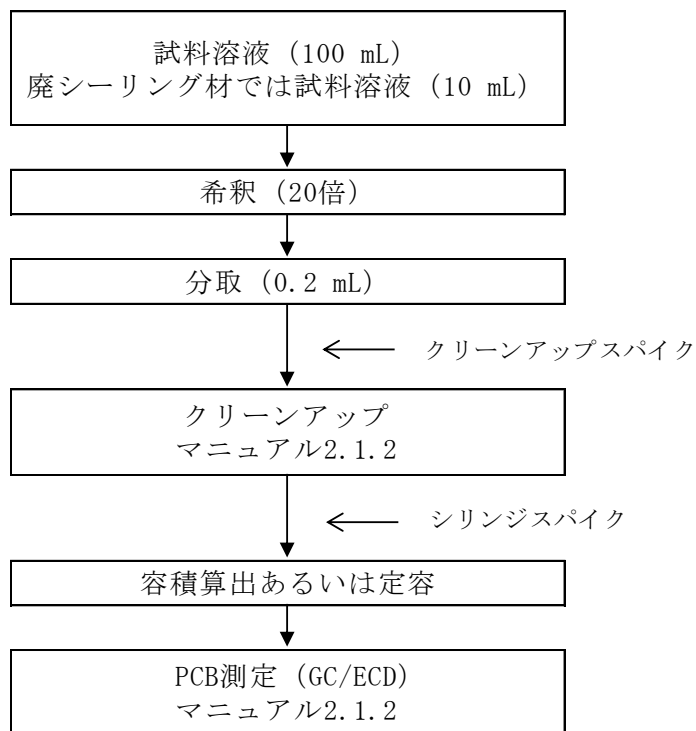 試料溶液（100 mL）
廃シーリング材では試料溶液（10 mL）
希釈（20倍）
分取（0.2 mL）
クリーンアップスパイク
クリーンアップ
マニュアル2.1.2
シリンジスパイク
容積算出あるいは定容
PCB測定（GC/ECD）
マニュアル2.1.2